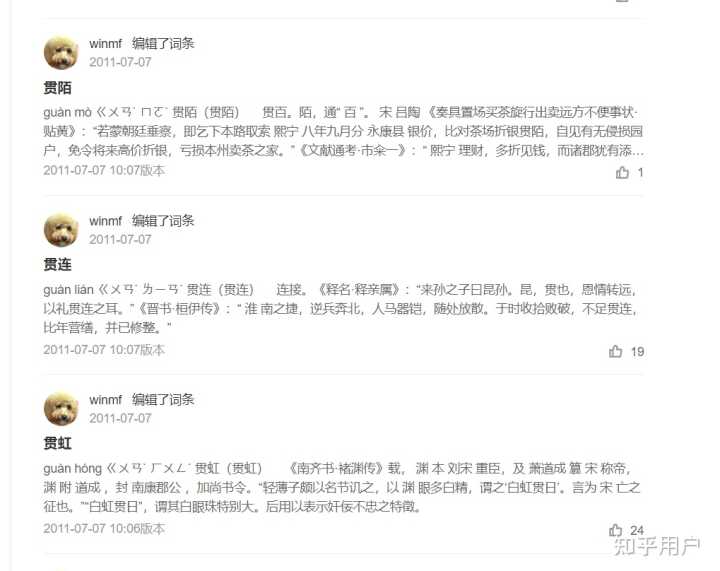 winmf 编辑了词条
2011-07-07
贯陌
guàn mò ㄍㄨㄢˋ ㄇㄛˋ 贯陌（贯陌） 贯百。陌，通“ 百 ”。 宋 吕陶 《奏具置场买茶旋行出卖远方不便事状·
贴黄》：“若蒙朝廷垂察，即乞下本路取索 熙宁 八年九月分 永康县 银价，比对茶场折银贯陌，自见有无侵损园
户，免令将来高价折银，亏损本州卖茶之家。”《文献通考·市籴一》：“ 熙宁 理财，多折见钱，而诸郡犹有添...
2011-07-07 10:07版本
1
winmf 编辑了词条
2011-07-07
贯连
guàn lián ㄍㄨㄢˋ ㄌㄧㄢˊ 贯连（贯连） 连接。《释名·释亲属》：“来孙之子曰昆孙。昆，贯也，恩情转远，
以礼贯连之耳。”《晋书·桓伊传》：“ 淮 南之捷，逆兵奔北，人马器铠，随处放散。于时收拾败破，不足贯连，
比年营缮，并已修整。”
2011-07-07 10:07版本
19
winmf 编辑了词条
2011-07-07
贯虹
guàn hóng ㄍㄨㄢˋ ㄏㄨㄥˊ 贯虹（贯虹） 《南齐书·褚渊传》载， 渊 本 刘宋 重臣，及 萧道成 篡 宋 称帝，
渊 附 道成 ，封 南康郡公 ，加尚书令。“轻薄子颇以名节讥之，以 渊 眼多白精，谓之‘白虹贯日’。言为 宋 亡之
征也。”“白虹贯日”，谓其白眼珠特别大。后用以表示奸佞不忠之特徵。
2011-07-07 10:06版本
24
知乎用户